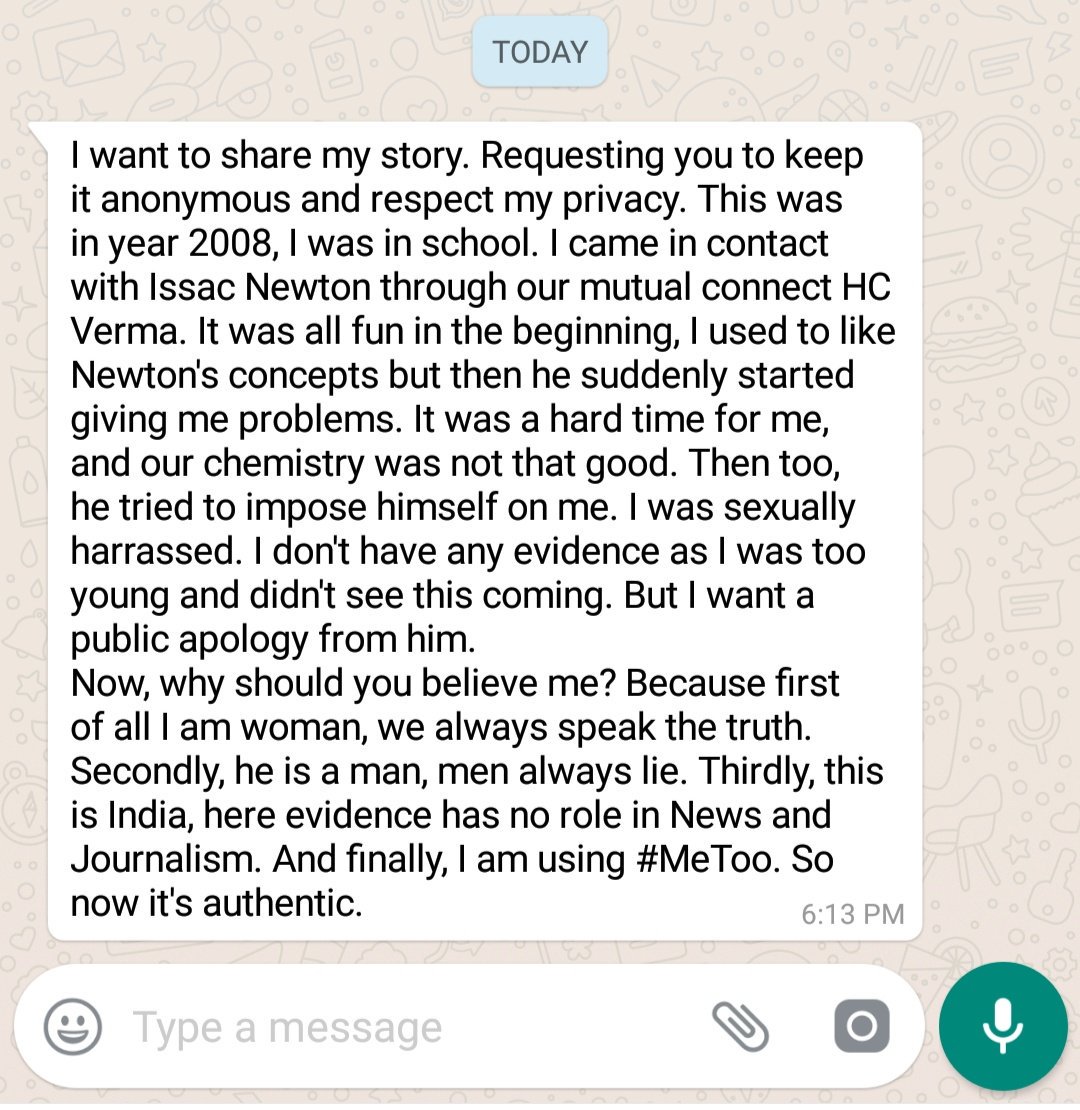 TODAY
I want to share my story. Requesting you to keep
it anonymous and respect my privacy. This was
in year 2008, I was in school. I came in contact
with Issac Newton through our mutual connect HC
Verma. It was all fun in the beginning, I used to like
Newton's concepts but then he suddenly started
giving me problems. It was a hard time for me,
and our chemistry was not that good. Then too,
he tried to impose himself on me. I was sexually
harrassed. I don't have any evidence as I was too
young and didn't see this coming. But I want a
public apology from him.
Now, why should you believe me? Because first
of all I am woman, we always speak the truth.
Secondly, he is a man, men always lie. Thirdly, this
is India, here evidence has no role in News and
Journalism. And finally, I am using #MeToo. So
now it's authentic.
6:13 PM
Type a message